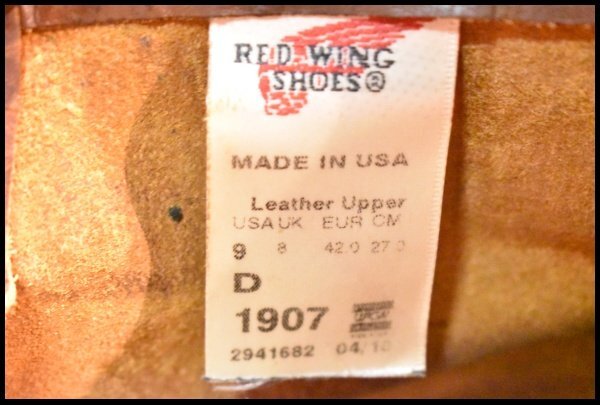 RED WING
SHOES®
MADE IN USA
Leather Upper
USA UK EUR CM
9 8 42.0 27.0
D
1907
2941682 04/10